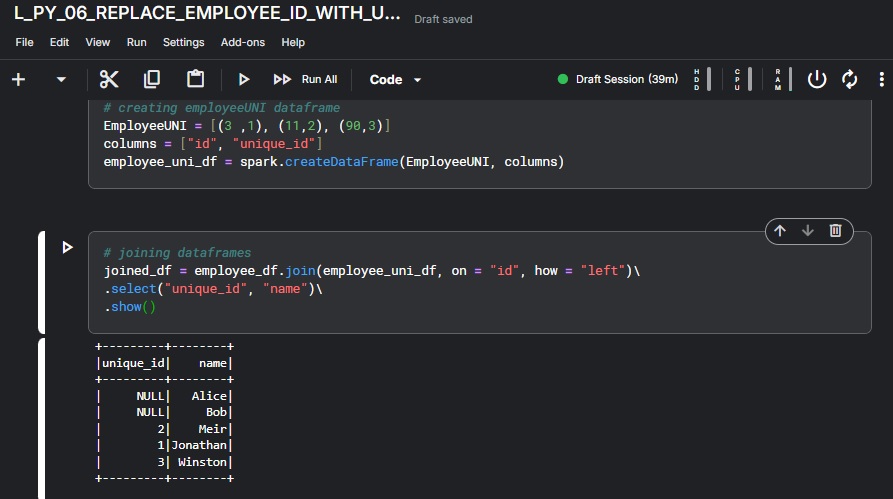 L_PY_06_REPLACE_EMPLOYEE_ID_WITH_U... Draft saved
File Edit View Run Settings Add-ons Help
Run All Code Draft Session (39m) HDD CPU RAM
# creating employeeUNI dataframe
EmployeeUNI = [(3 ,1), (11,2), (90,3)]
columns = ["id", "unique_id"]
employee_uni_df = spark.createDataFrame(EmployeeUNI, columns)
# joining dataframes
joined_df = employee_df.join(employee_uni_df, on = "id", how = "left")\
.select("unique_id", "name")\
.show()
+---------+--------+
|unique_id|    name|
+---------+--------+
|     NULL|   Alice|
|     NULL|     Bob|
|        2|    Meir|
|        1|Jonathan|
|        3| Winston|
+---------+--------+